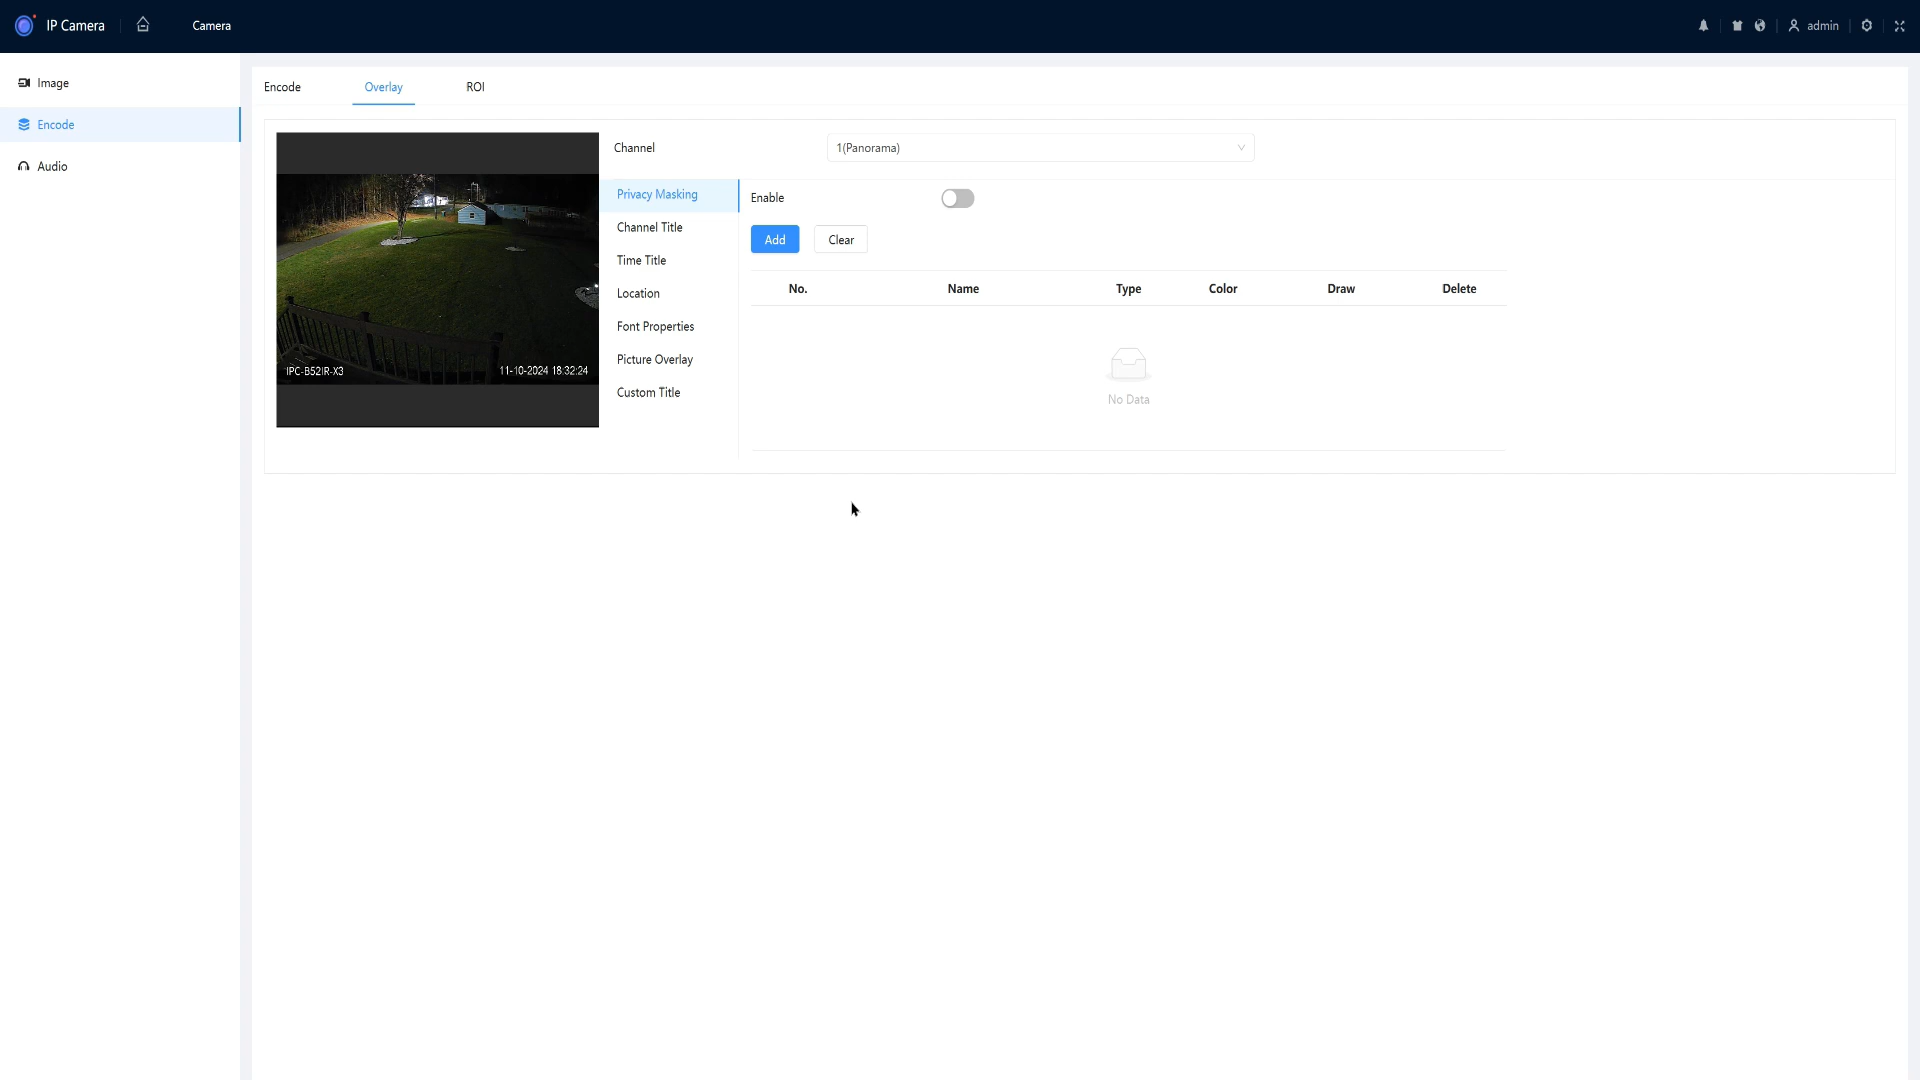 IP Camera
Camera
admin
Image
Encode
Audio
Encode
Overlay
ROI
IPC-B52IR-X3
11-10-2024 18:32:24
Channel
1(Panorama)
Privacy Masking
Channel Title
Time Title
Location
Font Properties
Picture Overlay
Custom Title
Enable
Add
Clear
No.
Name
Type
Color
Draw
Delete
No Data